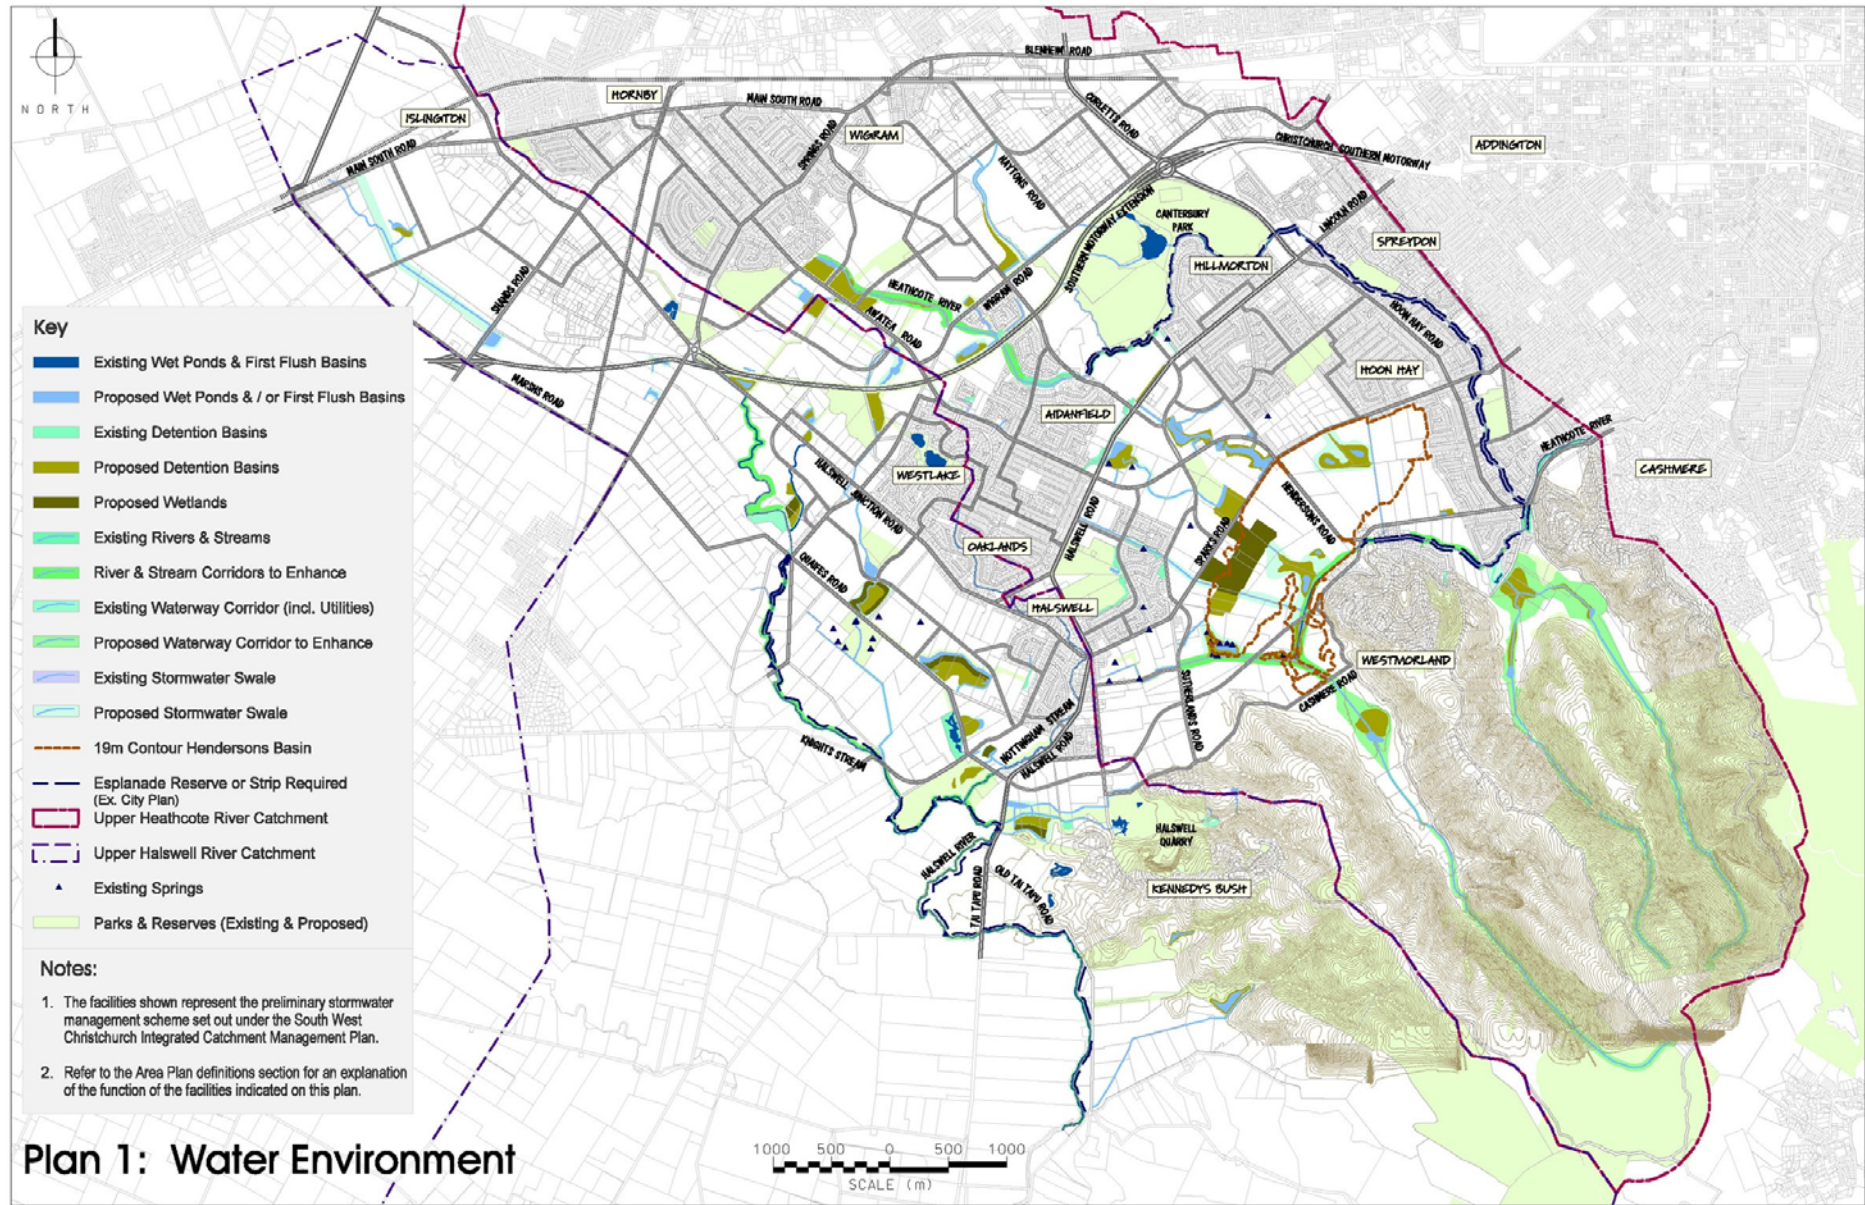 NORTH
BLENHEIM ROAD
HORNBY
MAIN SOUTH ROAD
ISLINGTON
CURLETTS ROAD
WIGRAM
SPRINGS ROAD
CHRISTCHURCH SOUTHERN MOTORWAY
ADDINGTON
MAIN SOUTH ROAD
HAYTONS ROAD
SOUTHERN MOTORWAY EXTENSION
CANTERBURY
PARK
LINCOLN ROAD
SPREYDON
HILLMORTON
SHANDS ROAD
HEATHCOTE RIVER
WIGRAM ROAD
AWATEA ROAD
HOON HAY ROAD
HOON HAY
MARSHS ROAD
AIDANFIELD
HEATHCOTE RIVER
CASHMERE
WESTLAKE
HALSWELL JUNCTION ROAD
HENDERSONS ROAD
HALSWELL ROAD
SPARKS ROAD
OAKLANDS
QUAIFES ROAD
HALSWELL
WESTMORLAND
CASHMERE ROAD
SUTHERLANDS ROAD
NOTTINGHAM STREAM
HALSWELL ROAD
KNIGHTS STREAM
HALSWELL
QUARRY
HALSWELL RIVER
OLD TAI TAPU ROAD
TAI TAPU ROAD
KENNEDYS BUSH
Key
Existing Wet Ponds & First Flush Basins
Proposed Wet Ponds & / or First Flush Basins
Existing Detention Basins
Proposed Detention Basins
Proposed Wetlands
Existing Rivers & Streams
River & Stream Corridors to Enhance
Existing Waterway Corridor (incl. Utilities)
Proposed Waterway Corridor to Enhance
Existing Stormwater Swale
Proposed Stormwater Swale
19m Contour Hendersons Basin
Esplanade Reserve or Strip Required
(Ex. City Plan)
Upper Heathcote River Catchment
Upper Halswell River Catchment
Existing Springs
Parks & Reserves (Existing & Proposed)
Notes:
1. The facilities shown represent the preliminary stormwater
management scheme set out under the South West
Christchurch Integrated Catchment Management Plan.
2. Refer to the Area Plan definitions section for an explanation
of the function of the facilities indicated on this plan.
Plan 1: Water Environment
1000 500 0 500 1000
SCALE (m)